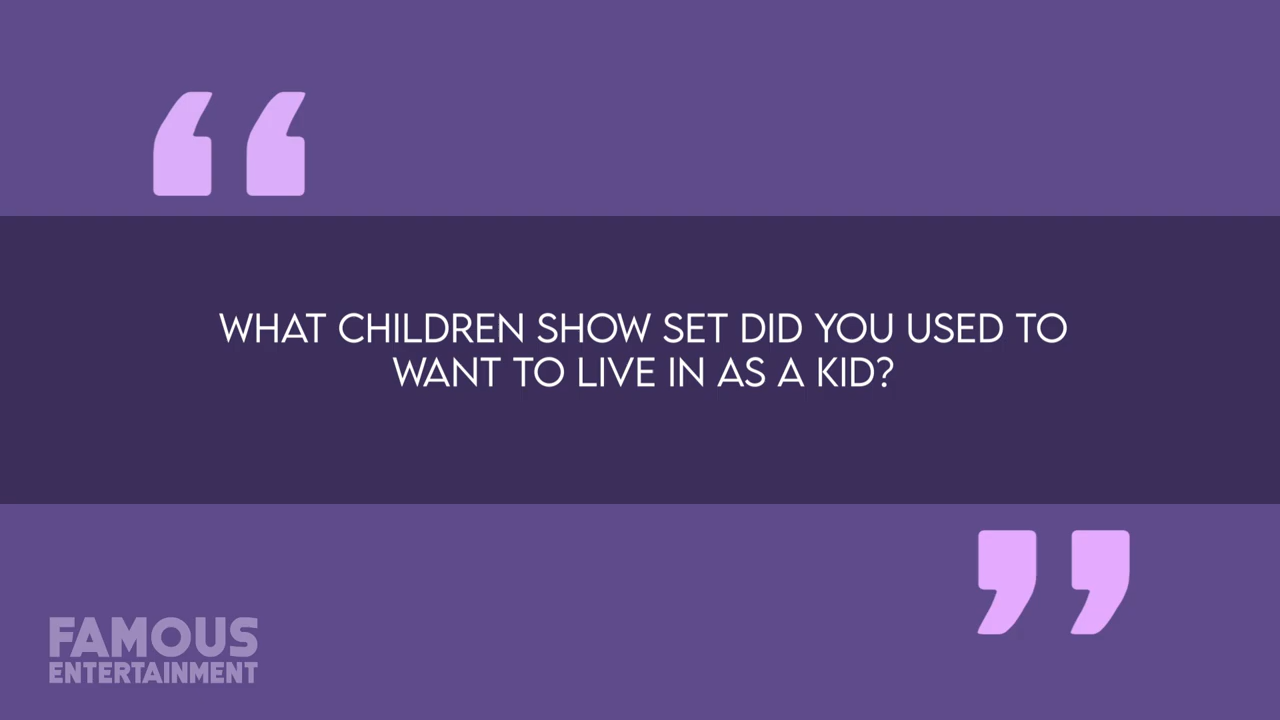 WHAT CHILDREN SHOW SET DID YOU USED TO
WANT TO LIVE IN AS A KID?
FAMOUS
ENTERTAINMENT